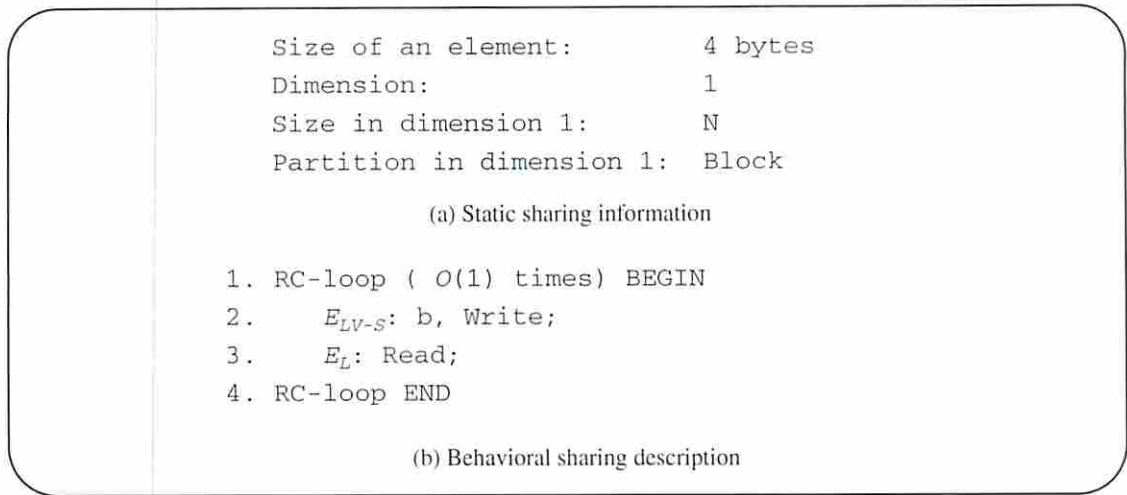 Size of an element: 4 bytes
Dimension: 1
Size in dimension 1: N
Partition in dimension 1: Block
(a) Static sharing information
1. RC-loop ( O(1) times) BEGIN
2. E_{LV-S}: b, Write;
3. E_L: Read;
4. RC-loop END
(b) Behavioral sharing description